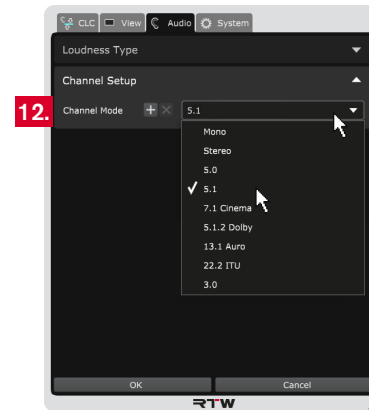 CLC View Audio System
Loudness Type
Channel Setup
12. Channel Mode 5.1
Mono
Stereo
5.0
5.1
7.1 Cinema
5.1.2 Dolby
13.1 Auro
22.2 ITU
3.0
OK Cancel
RTW